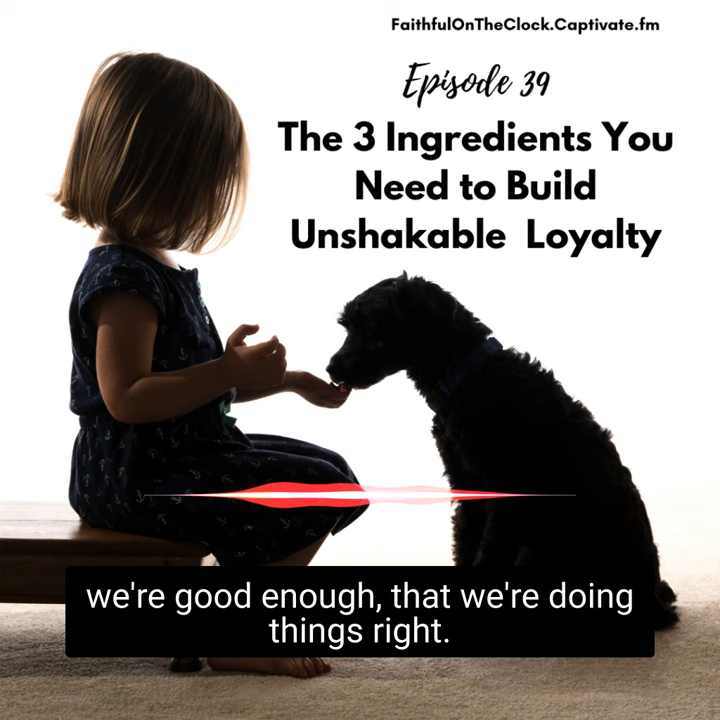 FaithfulOnTheClock.Captivate.fm
Episode 39
The 3 Ingredients You
Need to Build
Unshakable Loyalty
we're good enough, that we're doing
things right.